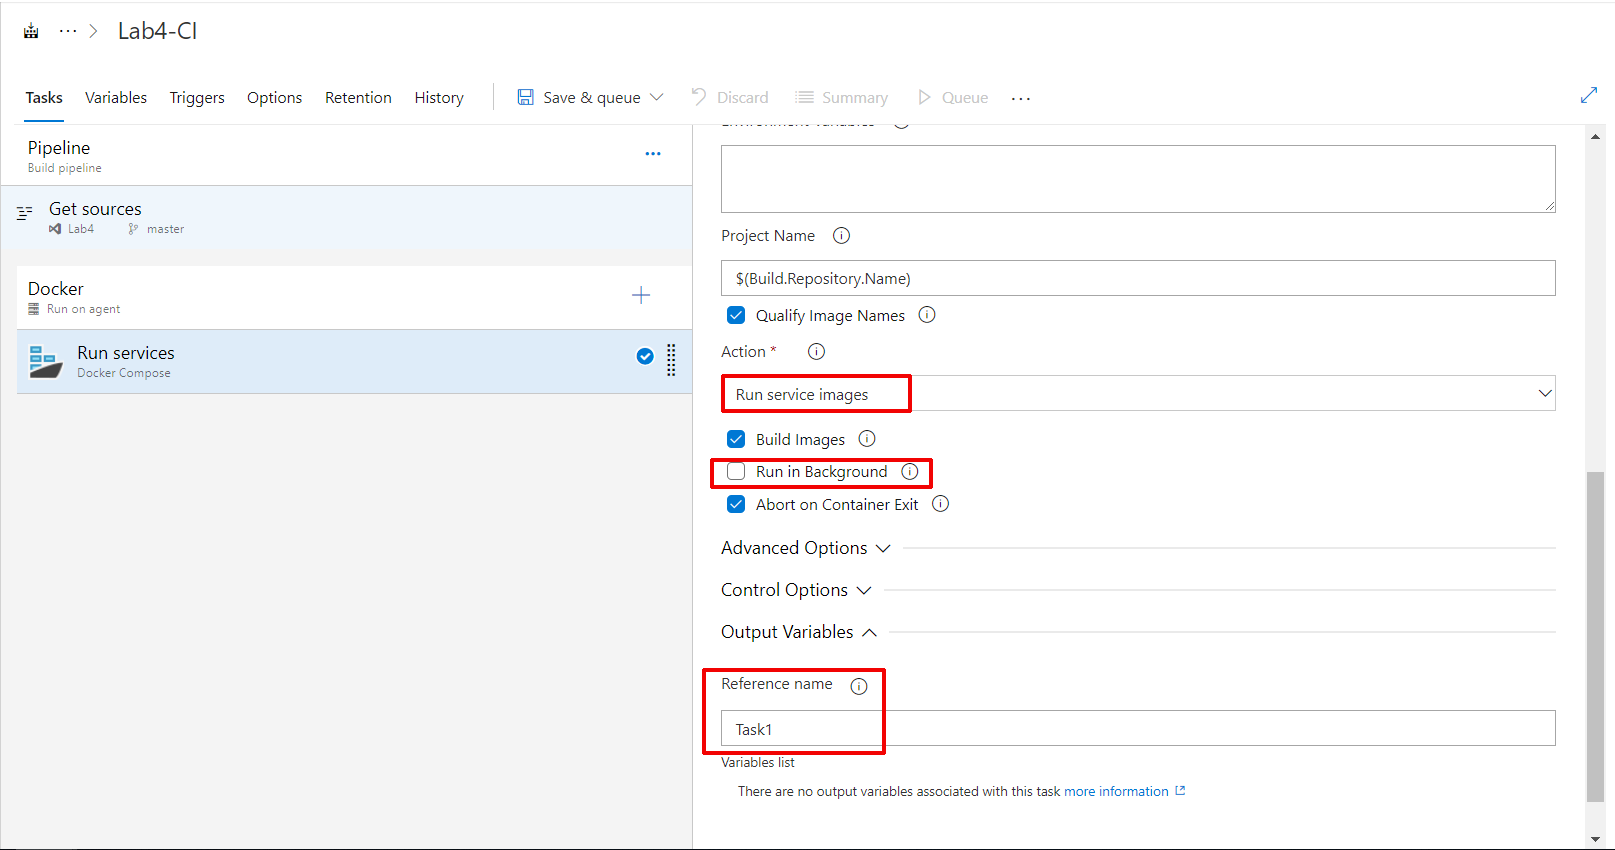 ... > Lab4-CI
Tasks Variables Triggers Options Retention History Save & queue Discard Summary Queue ...
Pipeline
Build pipeline
Get sources
Lab4 master
Docker
Run on agent
Run services
Docker Compose
Environment Variables
Project Name
$(Build.Repository.Name)
Qualify Image Names
Action *
Run service images
Build Images
Run in Background
Abort on Container Exit
Advanced Options
Control Options
Output Variables
Reference name
Task1
Variables list
There are no output variables associated with this task more information